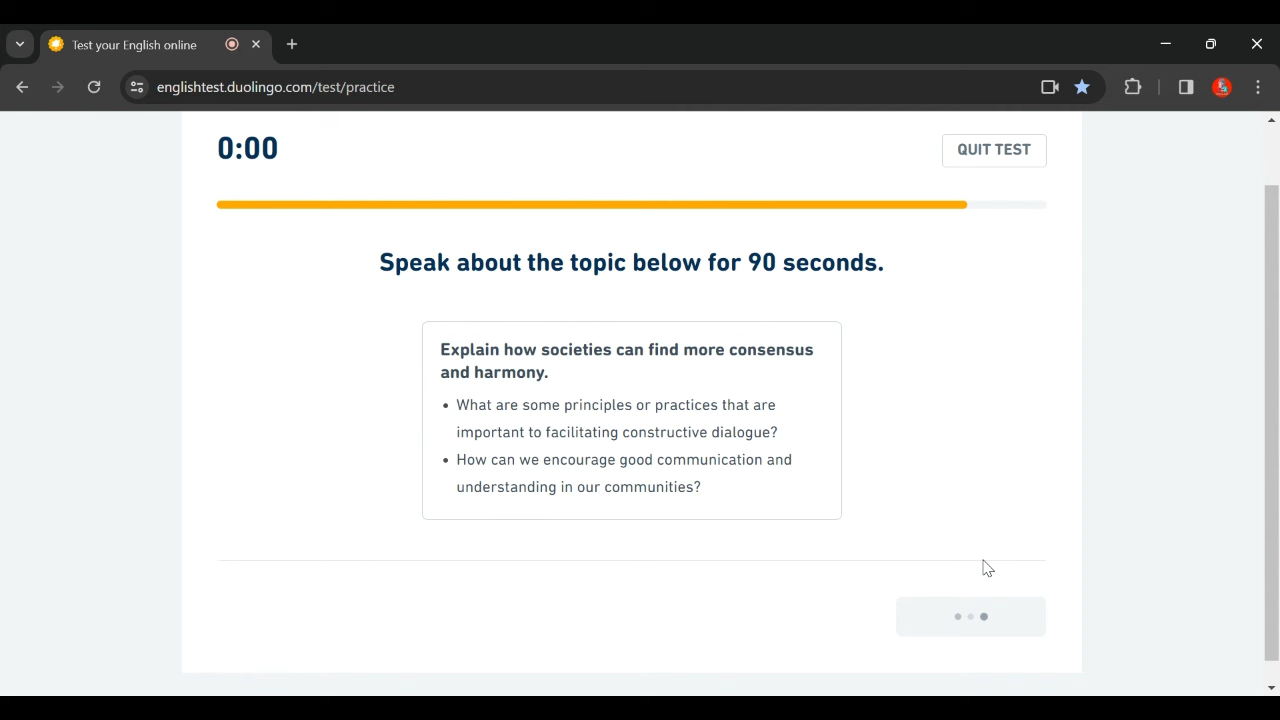 Test your English online
englishtest.duolingo.com/test/practice
0:00
QUIT TEST
Speak about the topic below for 90 seconds.
Explain how societies can find more consensus
and harmony.
• What are some principles or practices that are
important to facilitating constructive dialogue?
• How can we encourage good communication and
understanding in our communities?